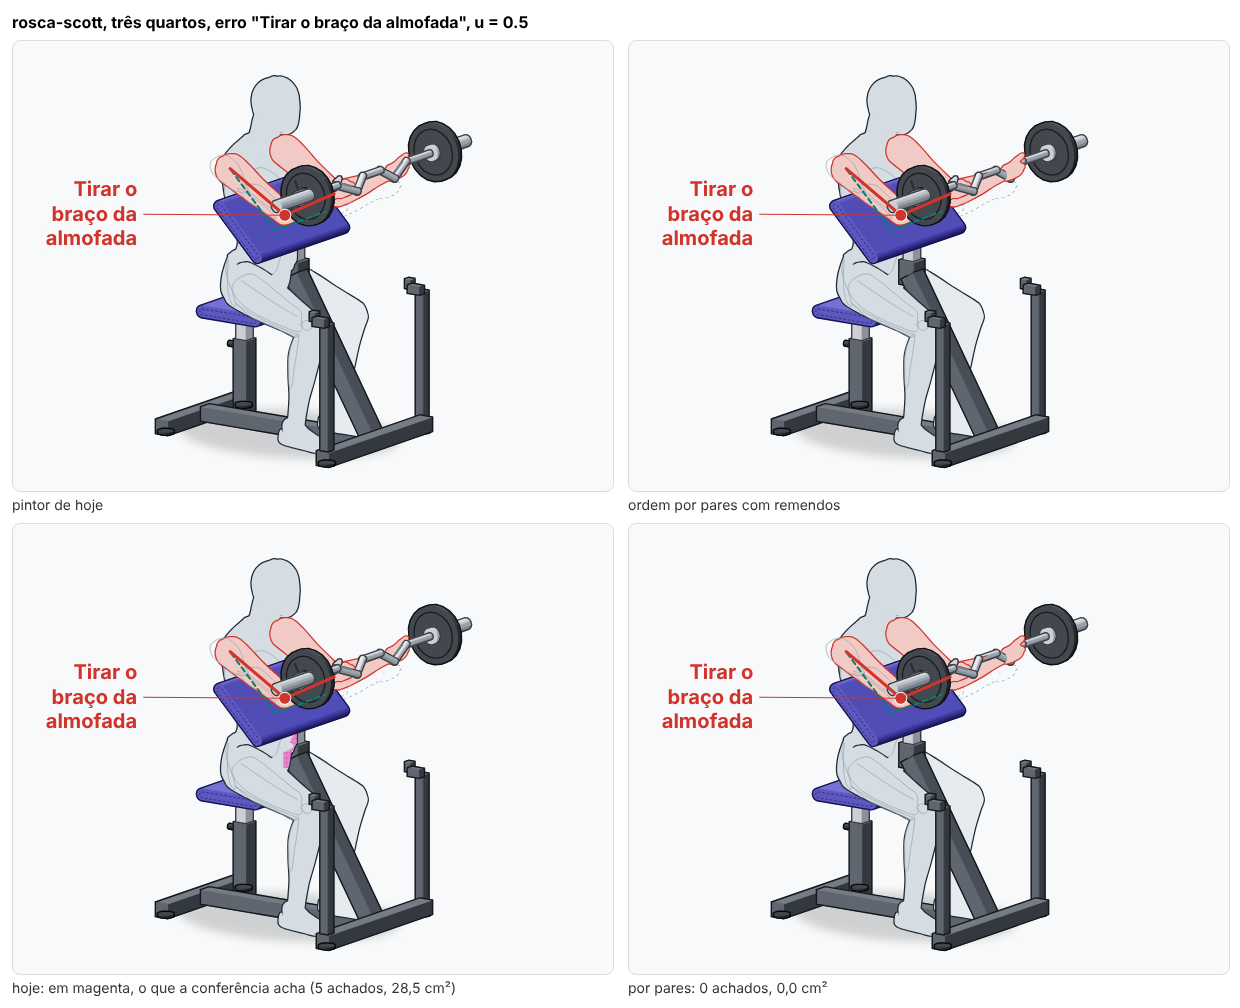 rosca-scott, três quartos, erro "Tirar o braço da almofada", u = 0.5
Tirar o
braço da
almofada
Tirar o
braço da
almofada
pintor de hoje
ordem por pares com remendos
Tirar o
braço da
almofada
Tirar o
braço da
almofada
hoje: em magenta, o que a conferência acha (5 achados, 28,5 cm²)
por pares: 0 achados, 0,0 cm²